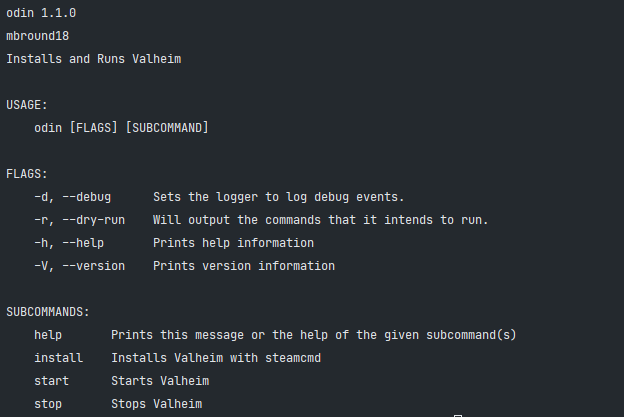 odin 1.1.0
mbround18
Installs and Runs Valheim
USAGE:
odin [FLAGS] [SUBCOMMAND]
FLAGS:
-d, --debug Sets the logger to log debug events.
-r, --dry-run Will output the commands that it intends to run.
-h, --help Prints help information
-V, --version Prints version information
SUBCOMMANDS:
help Prints this message or the help of the given subcommand(s)
install Installs Valheim with steamcmd
start Starts Valheim
stop Stops Valheim